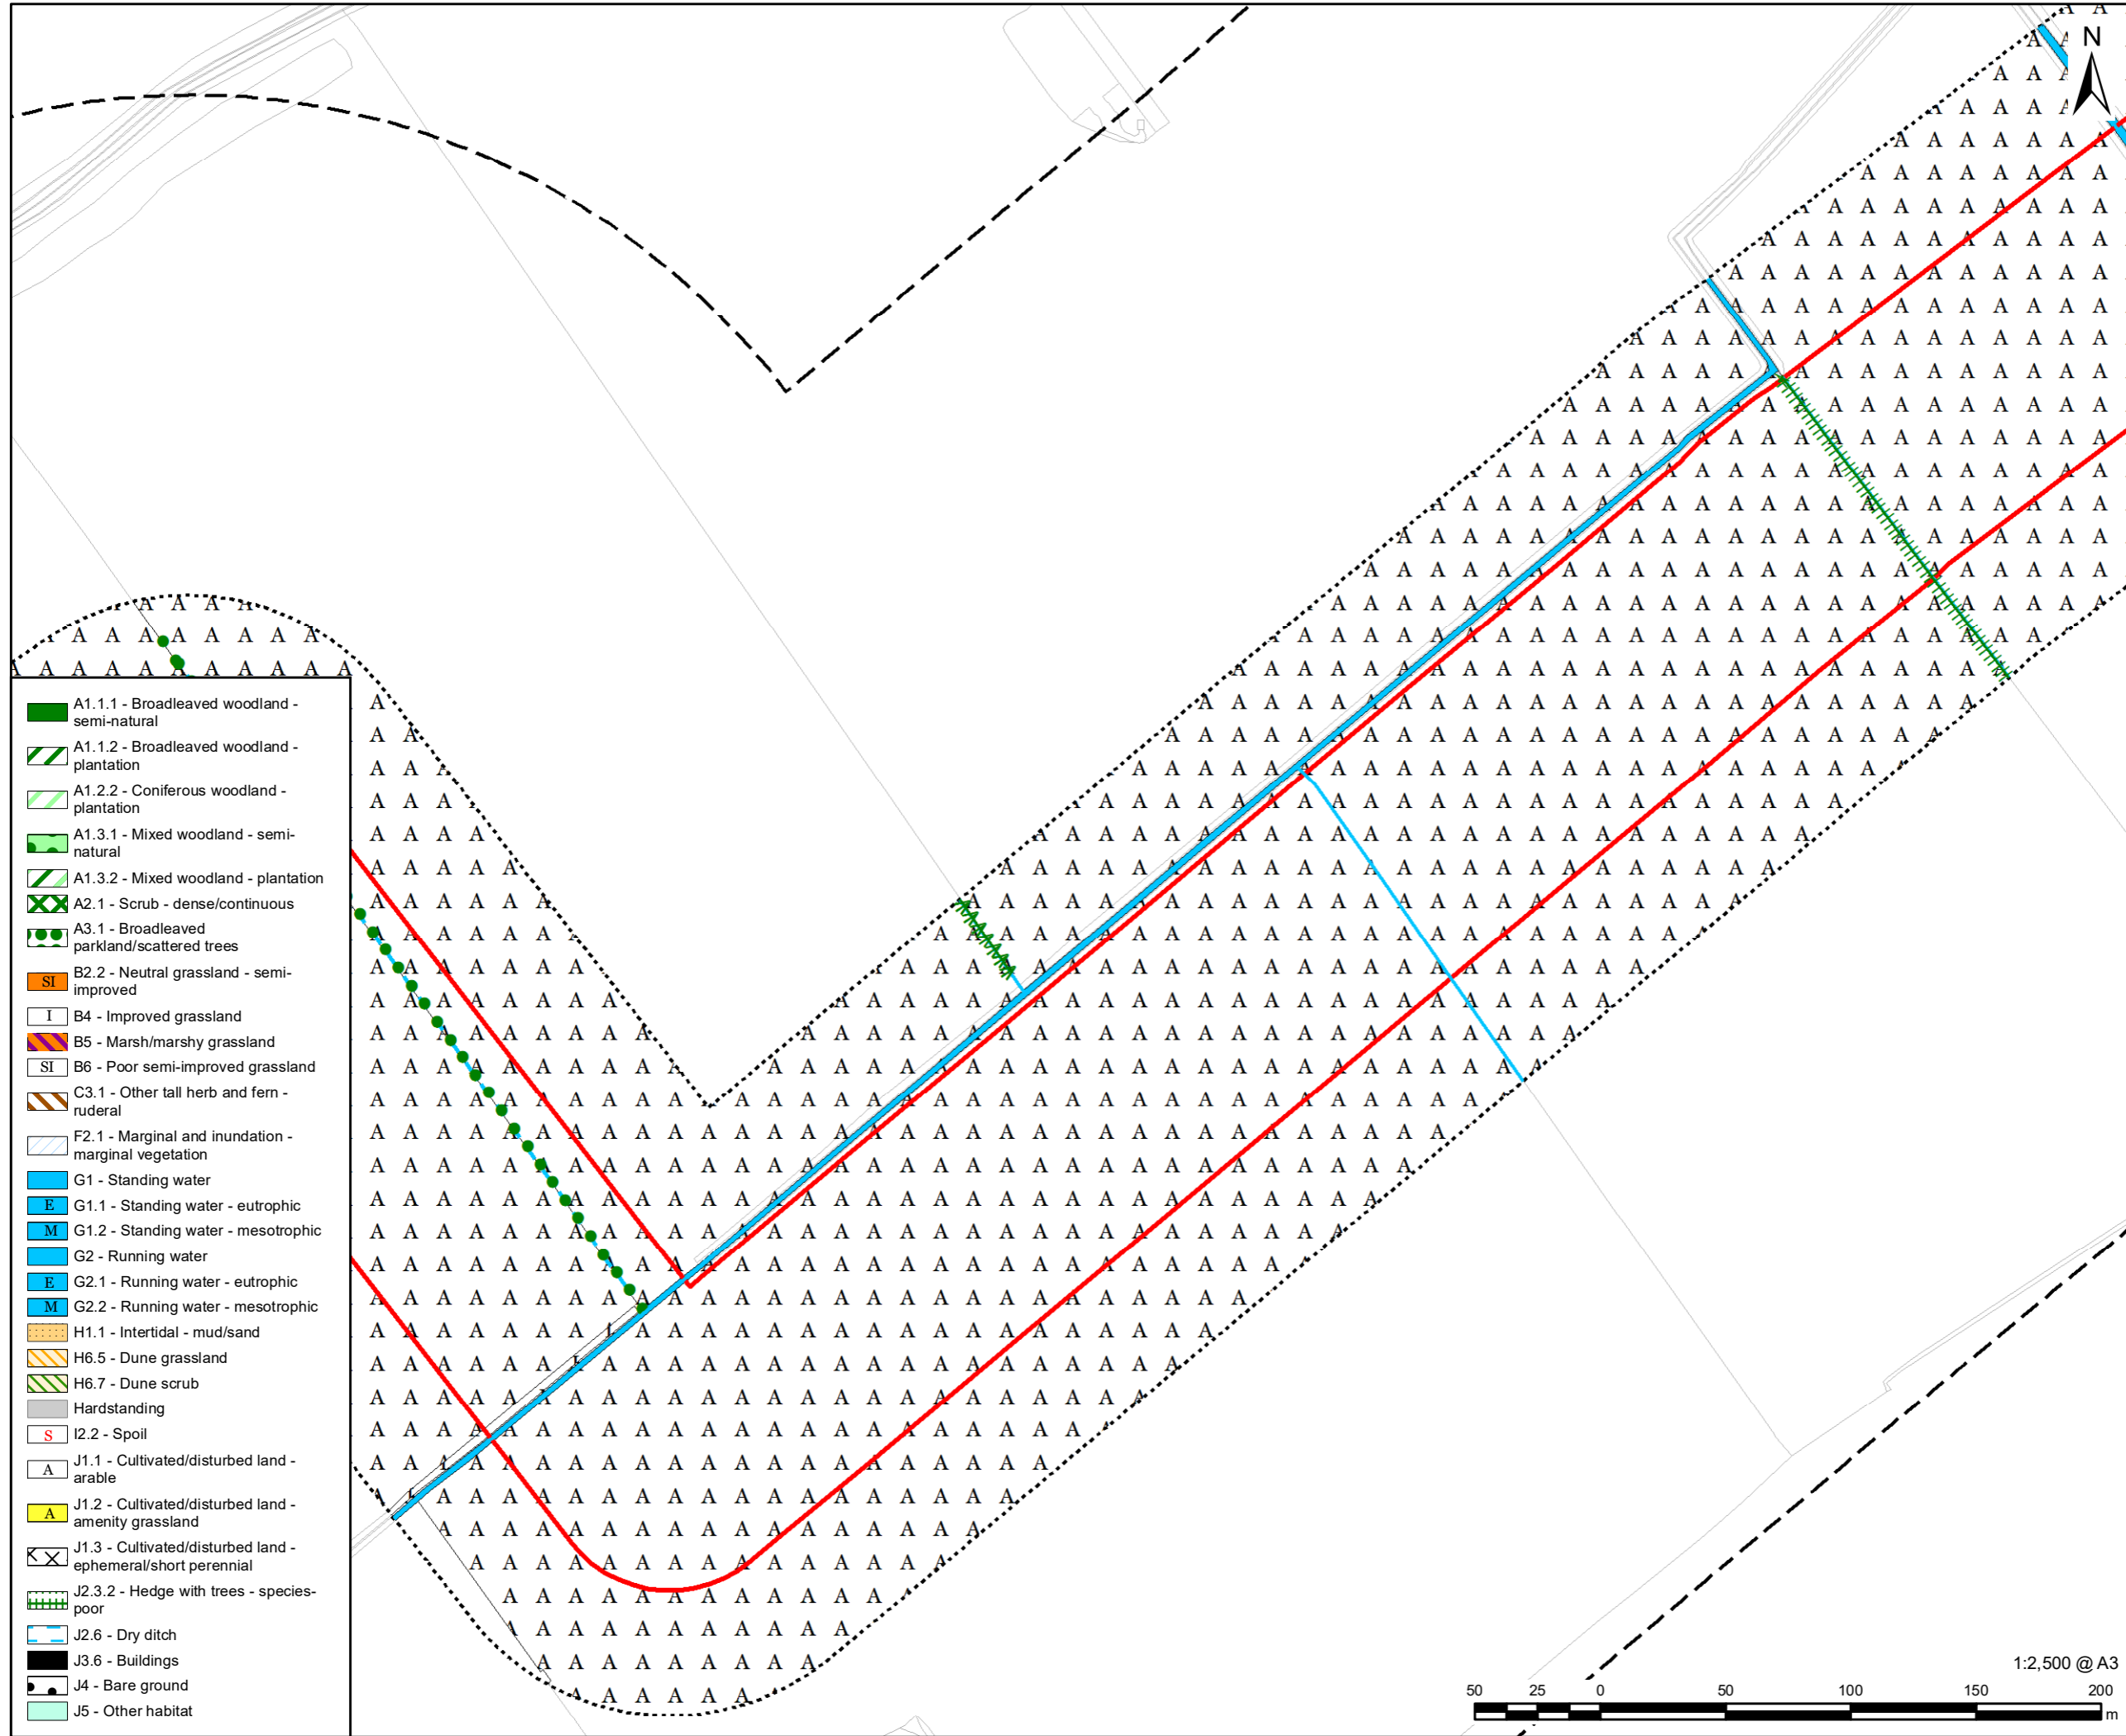 N
A1.1.1 - Broadleaved woodland -
semi-natural
A1.1.2 - Broadleaved woodland -
plantation
A1.2.2 - Coniferous woodland -
plantation
A1.3.1 - Mixed woodland - semi-
natural
A1.3.2 - Mixed woodland - plantation
A2.1 - Scrub - dense/continuous
A3.1 - Broadleaved
parkland/scattered trees
SI B2.2 - Neutral grassland - semi-
improved
I B4 - Improved grassland
B5 - Marsh/marshy grassland
SI B6 - Poor semi-improved grassland
C3.1 - Other tall herb and fern -
ruderal
F2.1 - Marginal and inundation -
marginal vegetation
G1 - Standing water
E G1.1 - Standing water - eutrophic
M G1.2 - Standing water - mesotrophic
G2 - Running water
E G2.1 - Running water - eutrophic
M G2.2 - Running water - mesotrophic
H1.1 - Intertidal - mud/sand
H6.5 - Dune grassland
H6.7 - Dune scrub
Hardstanding
S I2.2 - Spoil
A J1.1 - Cultivated/disturbed land -
arable
A J1.2 - Cultivated/disturbed land -
amenity grassland
J1.3 - Cultivated/disturbed land -
ephemeral/short perennial
J2.3.2 - Hedge with trees - species-
poor
J2.6 - Dry ditch
J3.6 - Buildings
J4 - Bare ground
J5 - Other habitat
1:2,500 @ A3
50 25 0 50 100 150 200
m